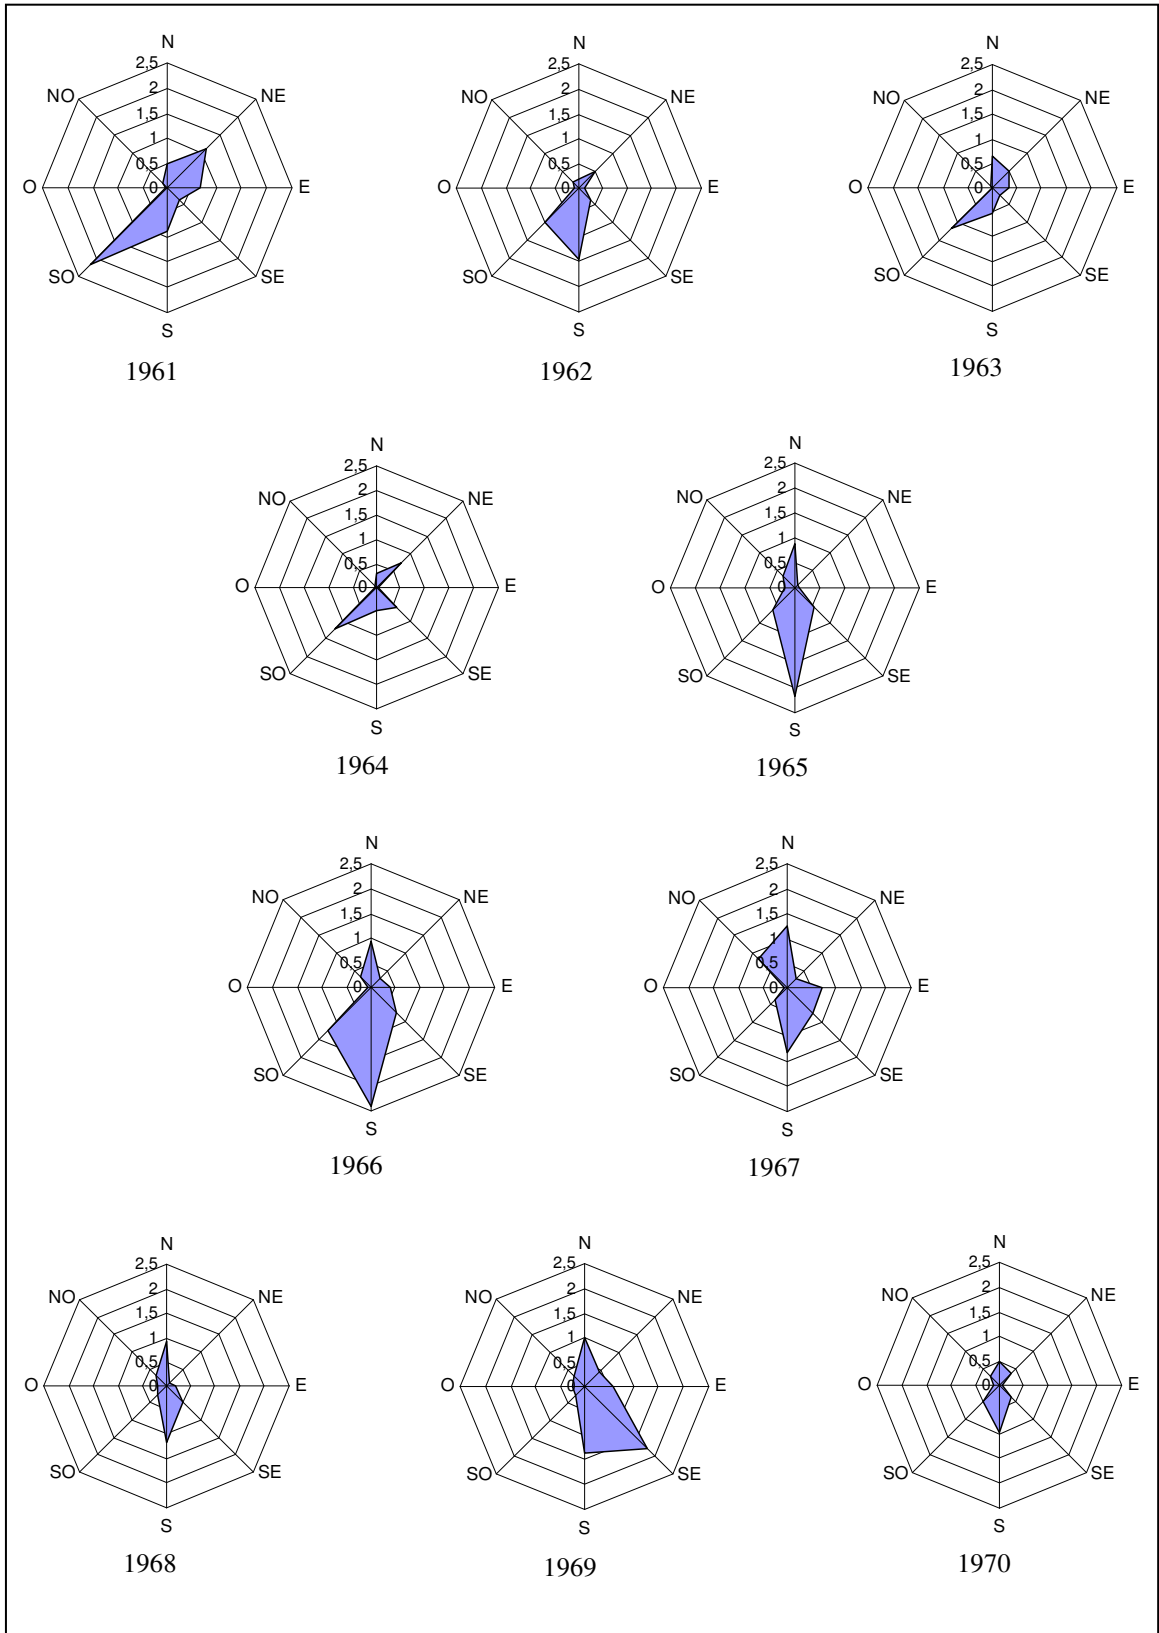 N N N
2,5 2,5 2,5
NO 2 NE NO 2 NE NO 2 NE
1,5 1,5 1,5
1 1 1
0,5 0,5 0,5
O 0 E O 0 E O 0 E
SO SE SO SE SO SE
S S S
1961 1962 1963
N N
2,5 2,5
NO 2 NE NO 2 NE
1,5 1,5
1 1
0,5 0,5
O 0 E O 0 E
SO SE SO SE
S S
1964 1965
N N
2,5 2,5
NO 2 NE NO 2 NE
1,5 1,5
1 1
0,5 0,5
O 0 E O 0 E
SO SE SO SE
S S
1966 1967
N N N
2,5 2,5 2,5
NO 2 NE NO 2 NE NO 2 NE
1,5 1,5 1,5
1 1 1
0,5 0,5 0,5
O 0 E O 0 E O 0 E
SO SE SO SE SO SE
S S S
1968 1969 1970